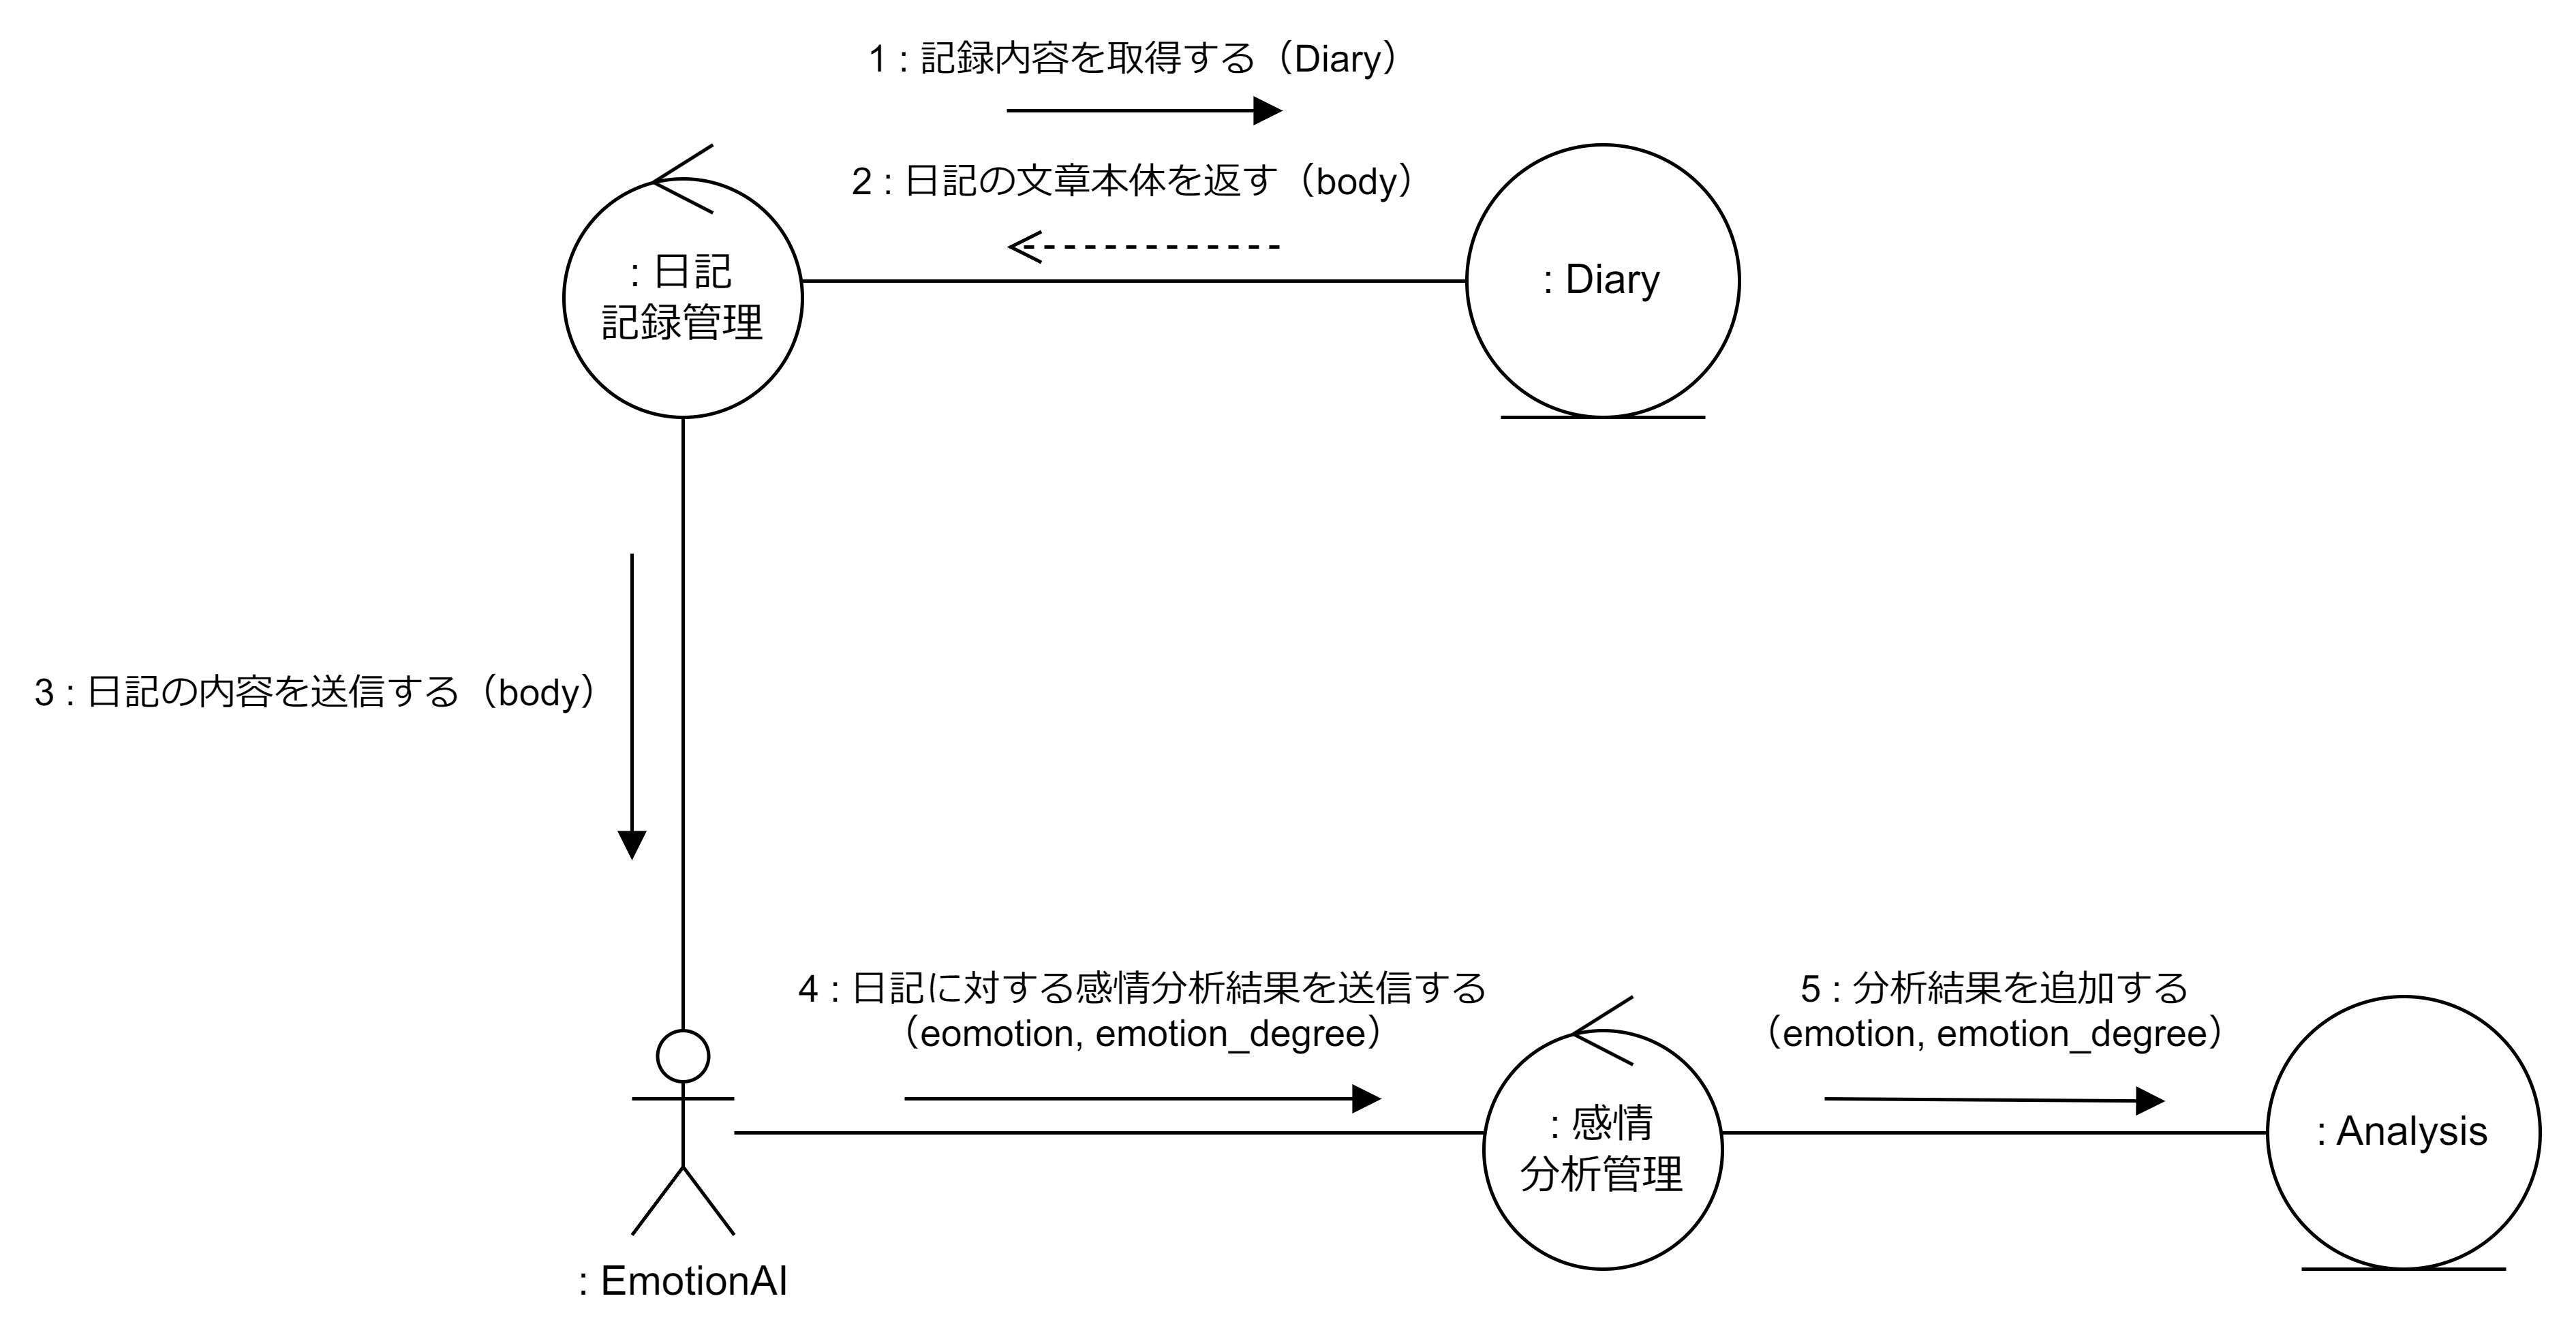 1 : 記録内容を取得する（Diary）
2 : 日記の文章本体を返す（body）
: 日記
記録管理
: Diary
3 : 日記の内容を送信する（body）
4 : 日記に対する感情分析結果を送信する
（eomotion, emotion_degree）
5 : 分析結果を追加する
（emotion, emotion_degree）
: 感情
分析管理
: Analysis
: EmotionAI